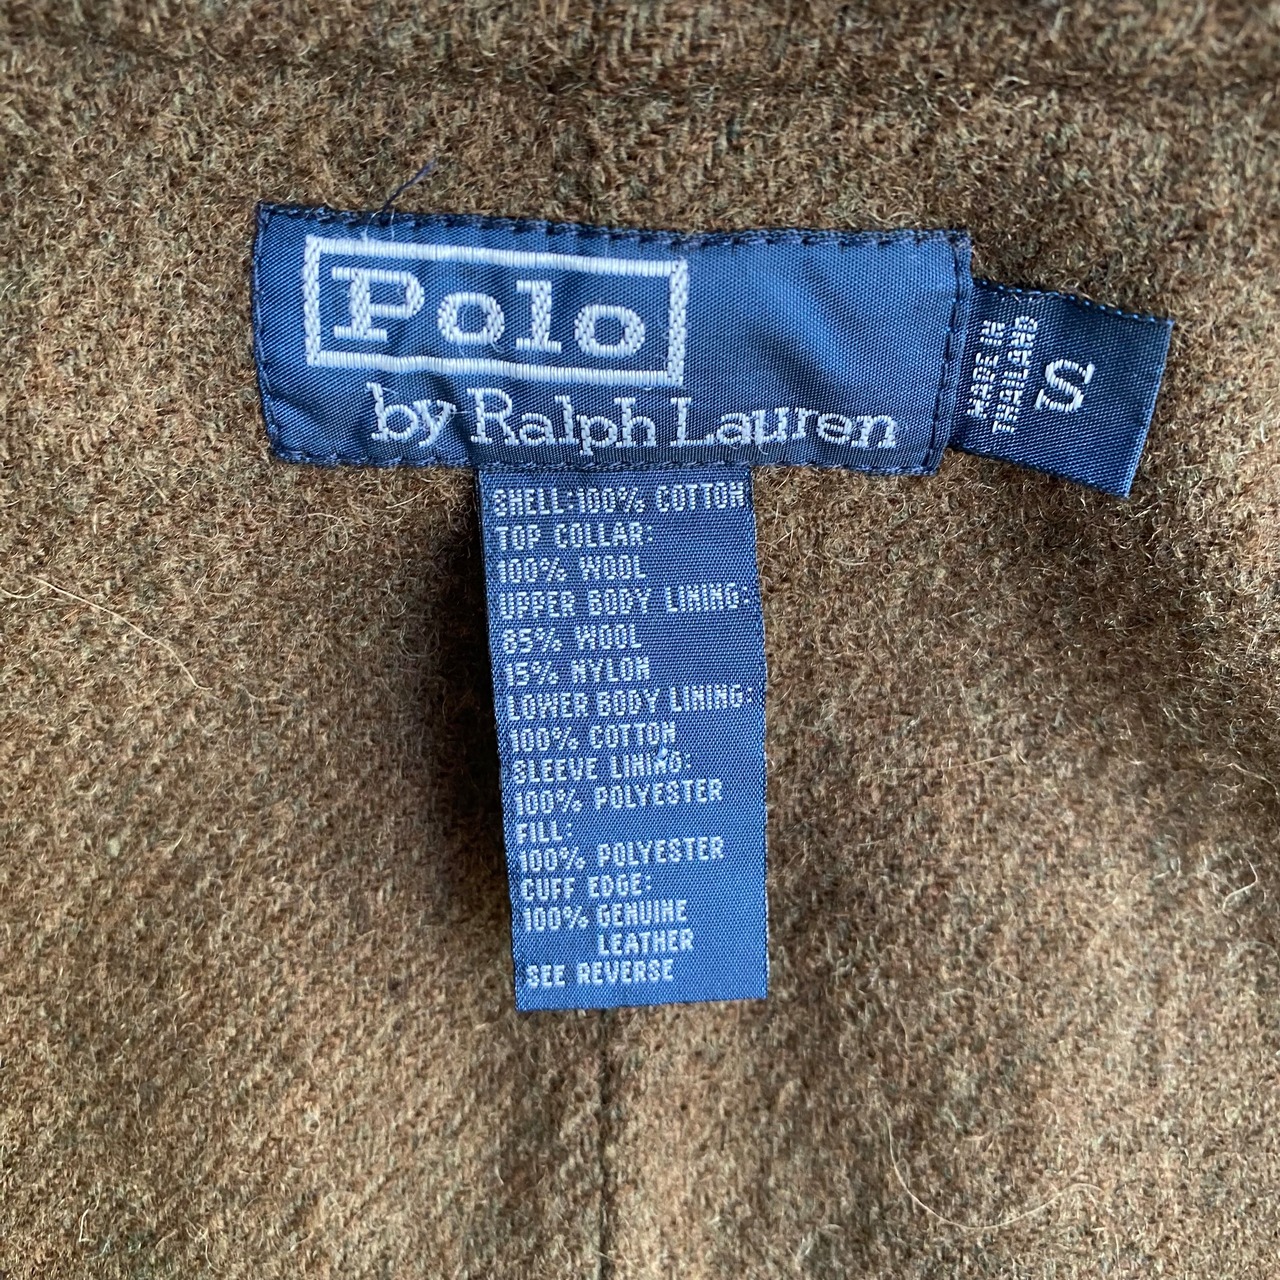 Polo
by Ralph Lauren
MADE IN
THAILAND
S
SHELL:100% COTTON
TOP COLLAR:
100% WOOL
UPPER BODY LINING:
85% WOOL
15% NYLON
LOWER BODY LINING:
100% COTTON
SLEEVE LINING:
100% POLYESTER
FILL:
100% POLYESTER
CUFF EDGE:
100% GENUINE
LEATHER
SEE REVERSE